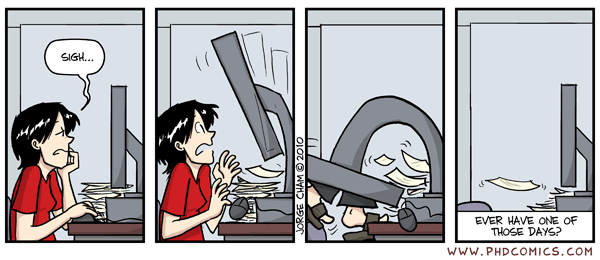 SIGH...
JORGE CHAM © 2010
EVER HAVE ONE OF
THOSE DAYS?
WWW.PHDCOMICS.COM